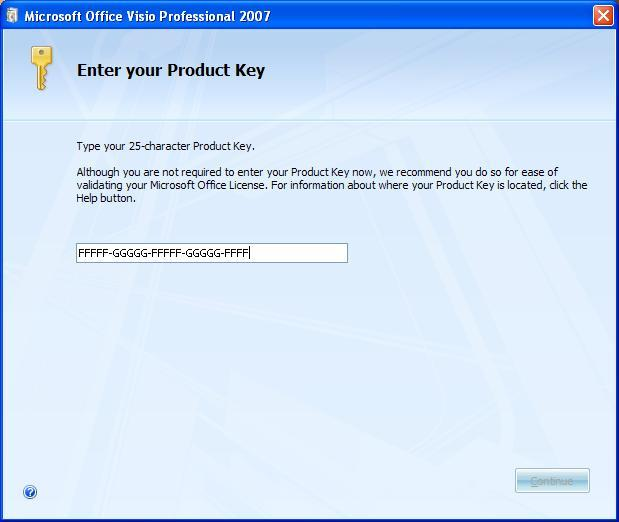 Microsoft Office Visio Professional 2007
Enter your Product Key
Type your 25-character Product Key.
Although you are not required to enter your Product Key now, we recommend you do so for ease of
validating your Microsoft Office License. For information about where your Product Key is located, click the
Help button.
FFFFF-GGGGG-FFFFF-GGGGG-FFFF
Continue